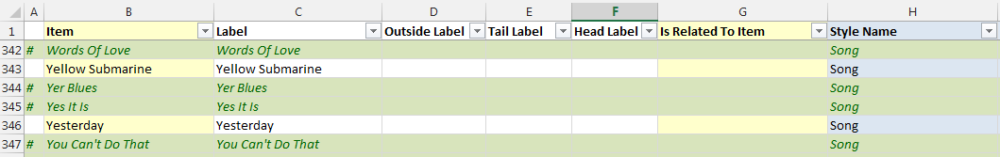 A B C D E F G H
1 Item Label Outside Label Tail Label Head Label Is Related To Item Style Name
342 # Words Of Love Words Of Love Song
343 Yellow Submarine Yellow Submarine Song
344 # Yer Blues Yer Blues Song
345 # Yes It Is Yes It Is Song
346 Yesterday Yesterday Song
347 # You Can't Do That You Can't Do That Song